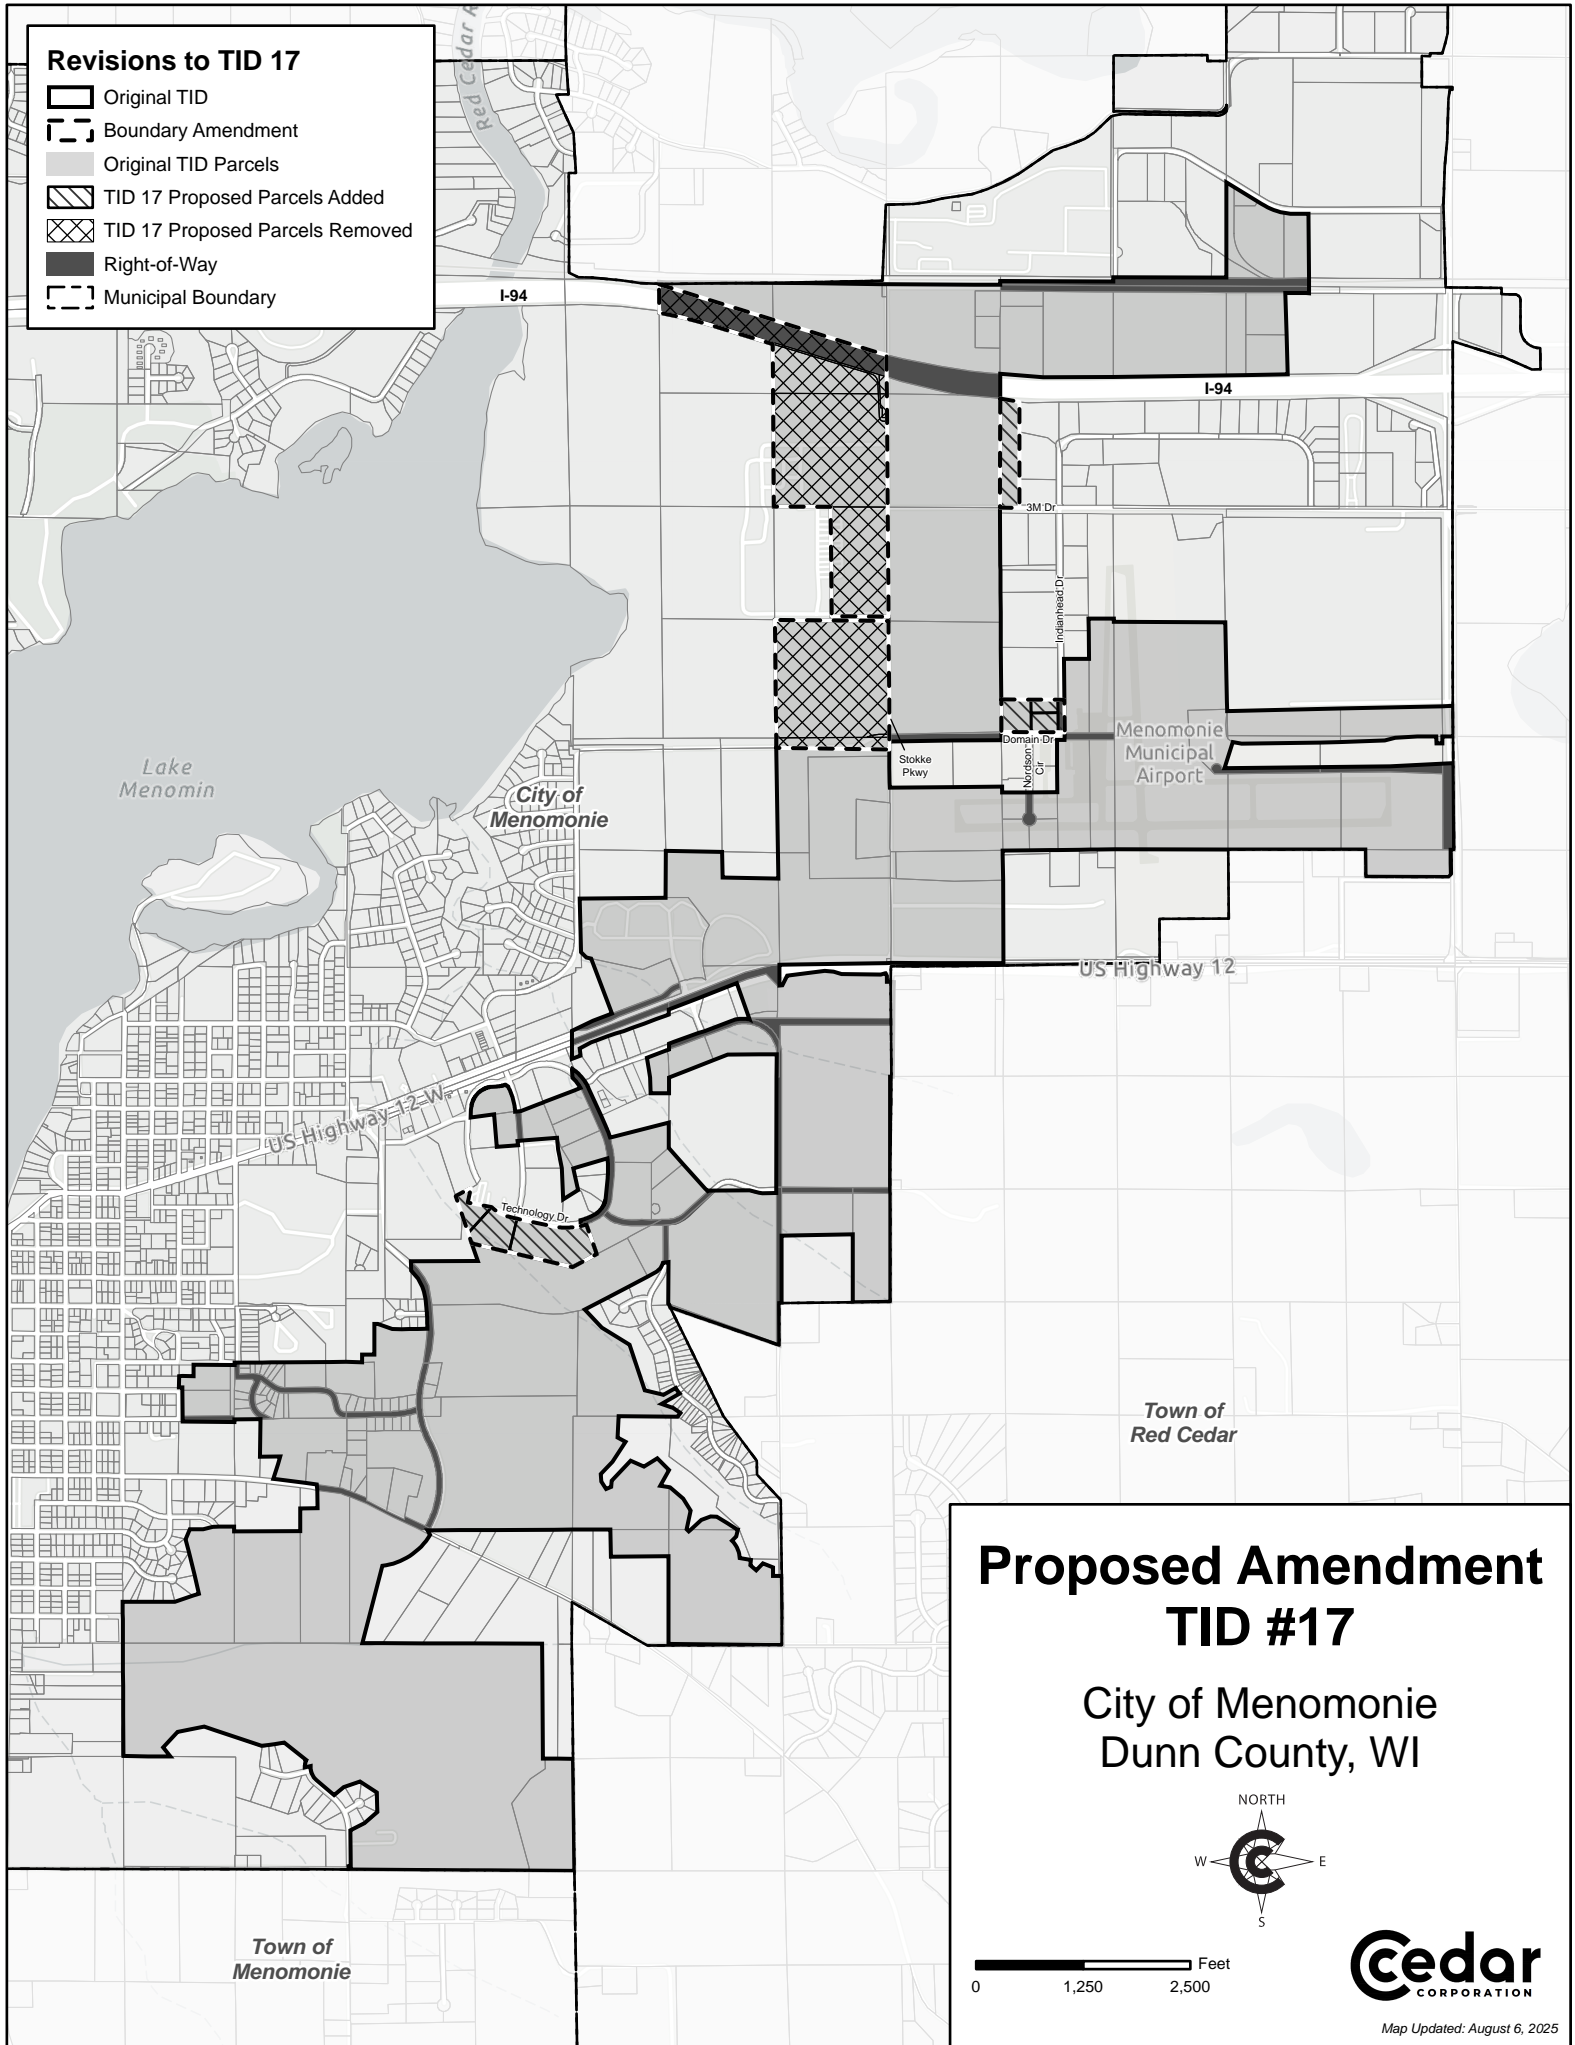 Revisions to TID 17
Original TID
Boundary Amendment
Original TID Parcels
TID 17 Proposed Parcels Added
TID 17 Proposed Parcels Removed
Right-of-Way
Municipal Boundary
Red Cedar R
I-94
I-94
3M Dr
Indianhead Dr
Domain Dr
Nordson
Cir
Stokke
Pkwy
Menomonie
Municipal
Airport
Lake
Menomin
City of
Menomonie
US Highway 12
US Highway 12 W
Technology Dr
Town of
Red Cedar
Town of
Menomonie
Proposed Amendment
TID #17
City of Menomonie
Dunn County, WI
NORTH
W
E
S
Feet
0
1,250
2,500
Cedar
CORPORATION
Map Updated: August 6, 2025